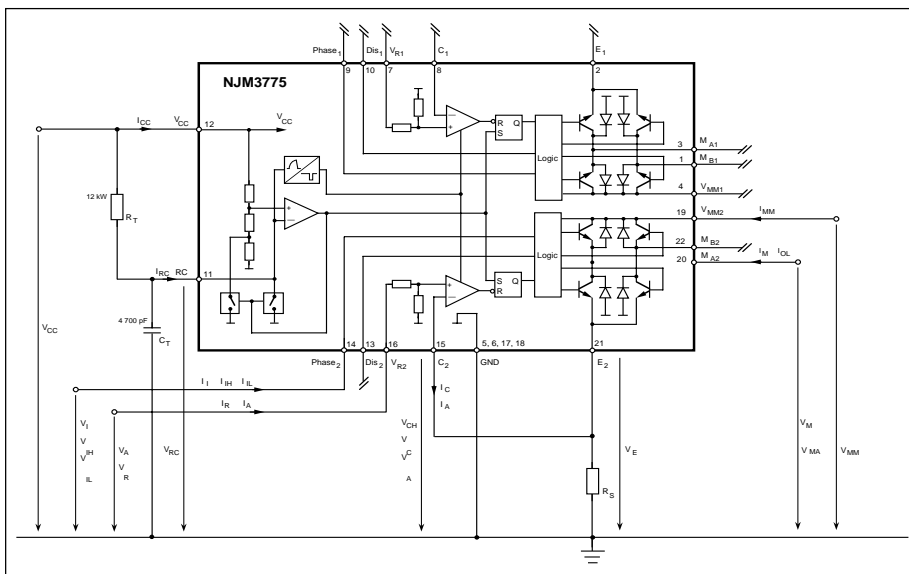 Phase1 Dis1 VR1 C1 E1
9 10 7 8 2
NJM3775
ICC VCC 12 VCC
R Q
S
3 MA1
1 MB1
Logic
4 VMM1
12 kW
RT
+
−
19 VMM2 IMM
22 MB2
20 MA2 IM IOL
Logic
IRC RC 11
S Q
R
4 700 pF
CT
VCC
14 13 16 15 5, 6, 17, 18 21
Phase2 Dis2 VR2 C2 GND E2
II IIH IIL
IC
IA
IR IA
VI
V
VIH
IL
VA
V
R
VRC
VCH
V
VC
A
VE
VM
VMA
VMM
RS